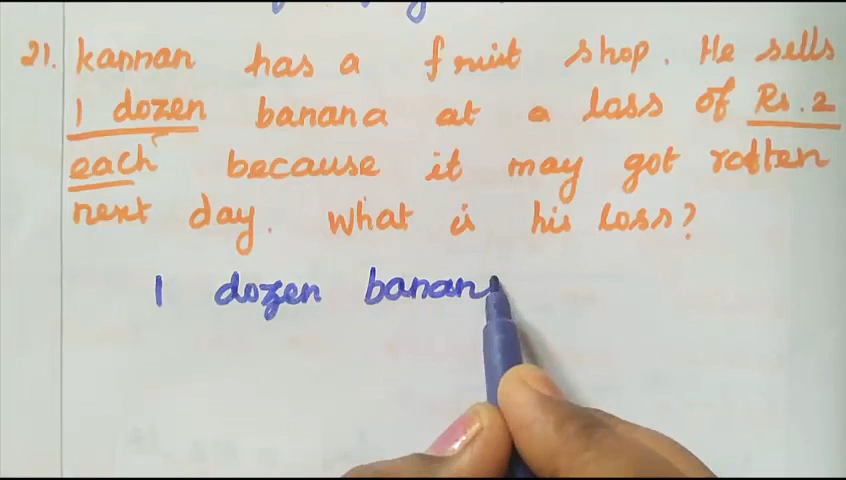 21. kannan has a fruit shop. He sells
1 dozen banana at a loss of Rs. 2
each because it may got rotten
next day. What is his loss?
1 dozen banan